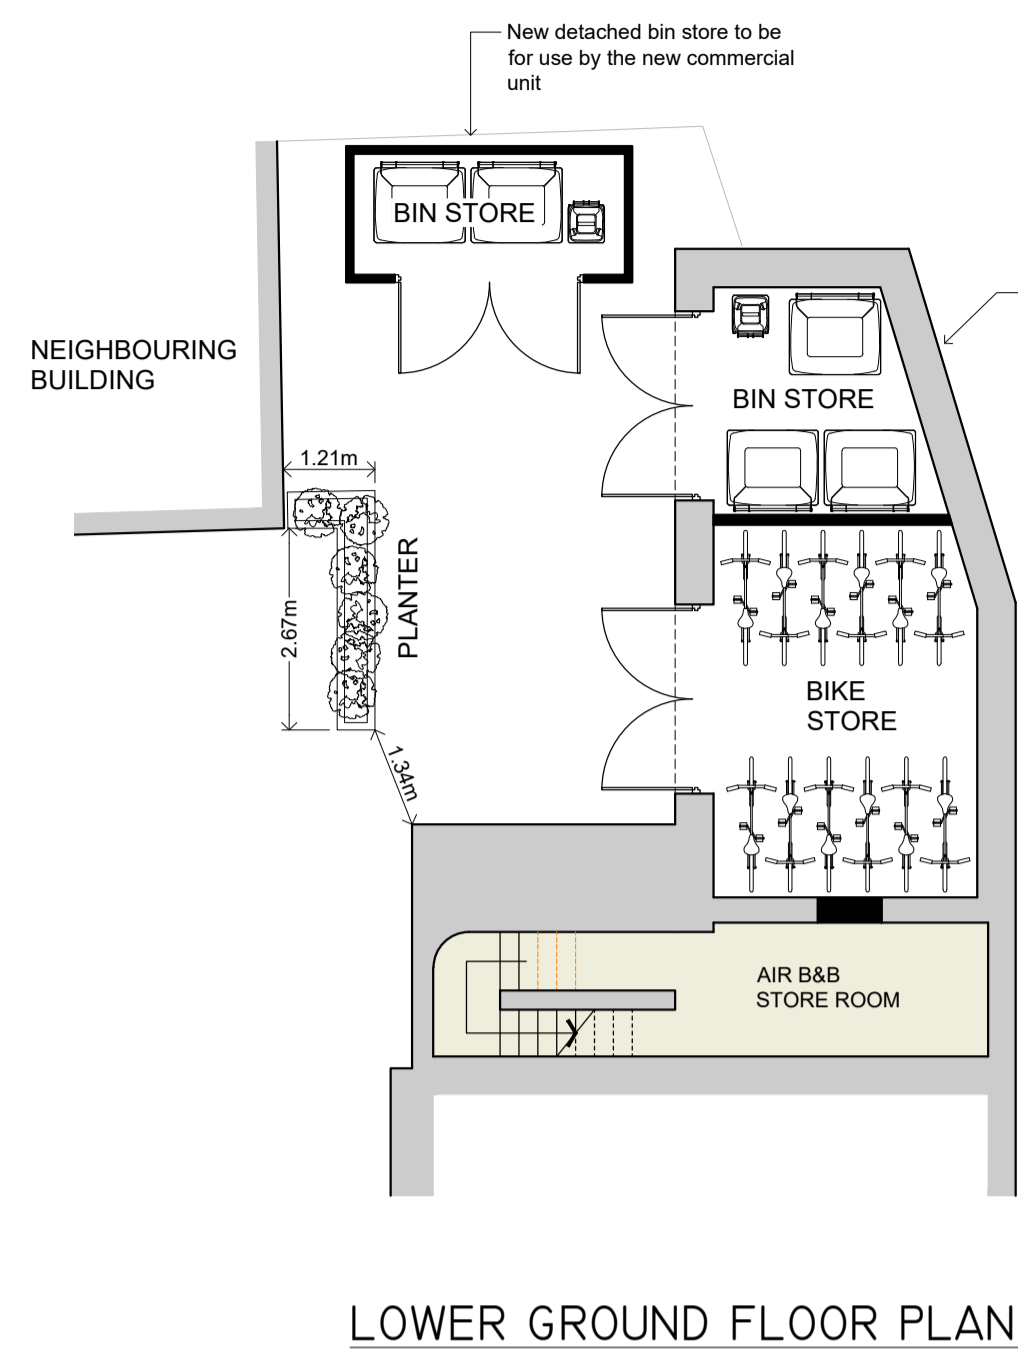 New detached bin store to be
for use by the new commercial
unit
BIN STORE
NEIGHBOURING
BUILDING
BIN STORE
1.21m
PLANTER
2.67m
BIKE
STORE
1.34m
AIR B&B
STORE ROOM
LOWER GROUND FLOOR PLAN